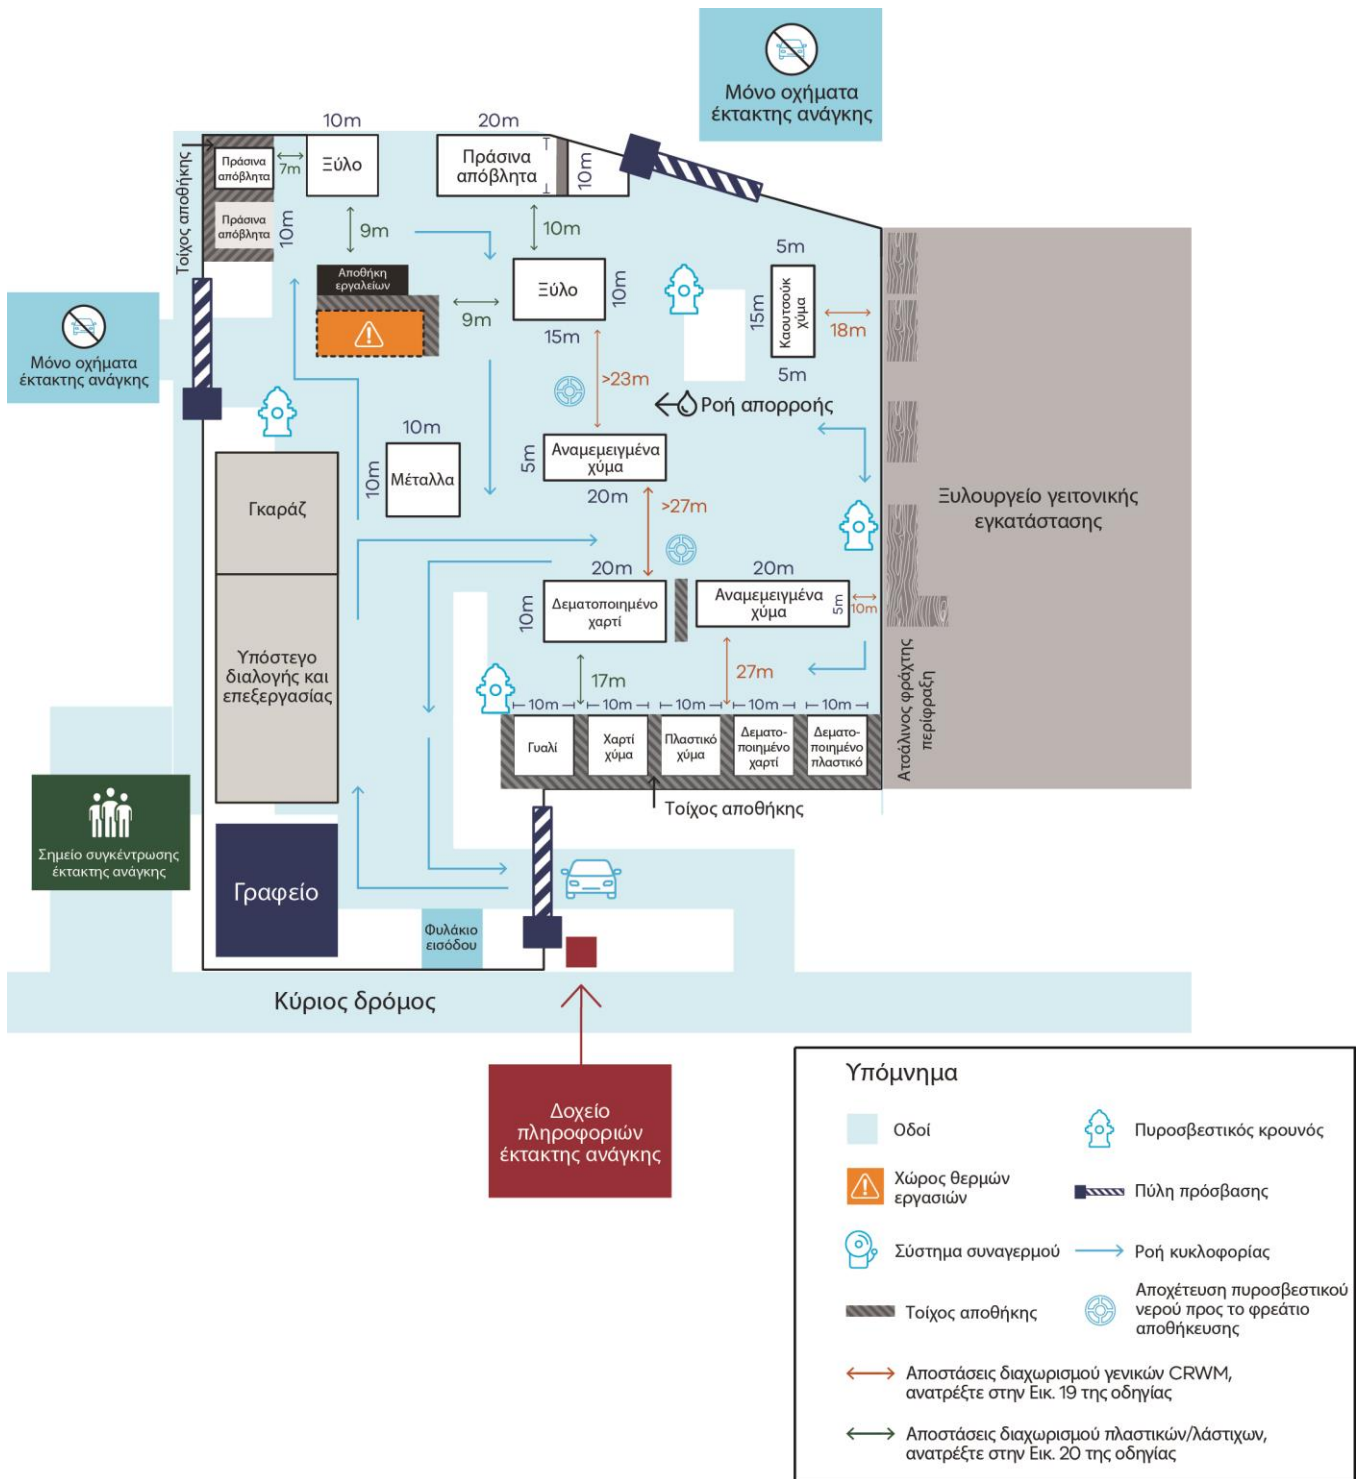 Μόνο οχήματα
έκτακτης ανάγκης
10m
20m
Τοίχος αποθήκης
Πράσινα
απόβλητα
7m
Ξύλο
Πράσινα
απόβλητα
10m
Πράσινα
απόβλητα
10m
9m
10m
5m
Αποθήκη
εργαλείων
Ξύλο
10m
15m
Καουτσούκ
χύμα
18m
9m
15m
5m
Μόνο οχήματα
έκτακτης ανάγκης
>23m
Ροή απορροής
10m
10m
Μέταλλα
5m
Αναμεμειγμένα
χύμα
20m
>27m
Γκαράζ
Ξυλουργείο γειτονικής
εγκατάστασης
20m
20m
10m
Δεματοποιημένο
χαρτί
Αναμεμειγμένα
χύμα
5m
10m
Υπόστεγο
διαλογής και
επεξεργασίας
17m
27m
Ατσάλινος φράχτης
περίφραξη
10m
10m
10m
10m
10m
Γυαλί
Χαρτί
χύμα
Πλαστικό
χύμα
Δεματο-
ποιημένο
χαρτί
Δεματο-
ποιημένο
πλαστικό
Τοίχος αποθήκης
Σημείο συγκέντρωσης
έκτακτης ανάγκης
Γραφείο
Φυλάκιο
εισόδου
Κύριος δρόμος
Δοχείο
πληροφοριών
έκτακτης ανάγκης
Υπόμνημα
Οδοί
Πυροσβεστικός κρουνός
Χώρος θερμών
εργασιών
Πύλη πρόσβασης
Σύστημα συναγερμού
Ροή κυκλοφορίας
Τοίχος αποθήκης
Αποχέτευση πυροσβεστικού
νερού προς το φρεάτιο
αποθήκευσης
Αποστάσεις διαχωρισμού γενικών CRWM,
ανατρέξτε στην Εικ. 19 της οδηγίας
Αποστάσεις διαχωρισμού πλαστικών/λάστιχων,
ανατρέξτε στην Εικ. 20 της οδηγίας